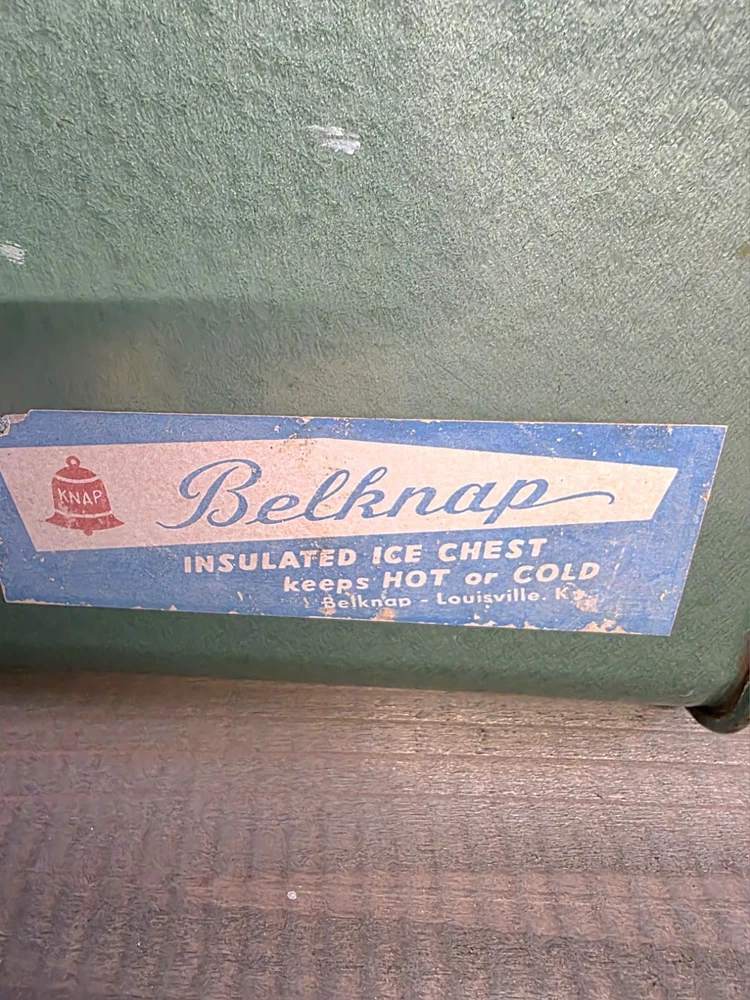 KNAP
Belknap
INSULATED ICE CHEST
keeps HOT or COLD
Belknap - Louisville, Ky.